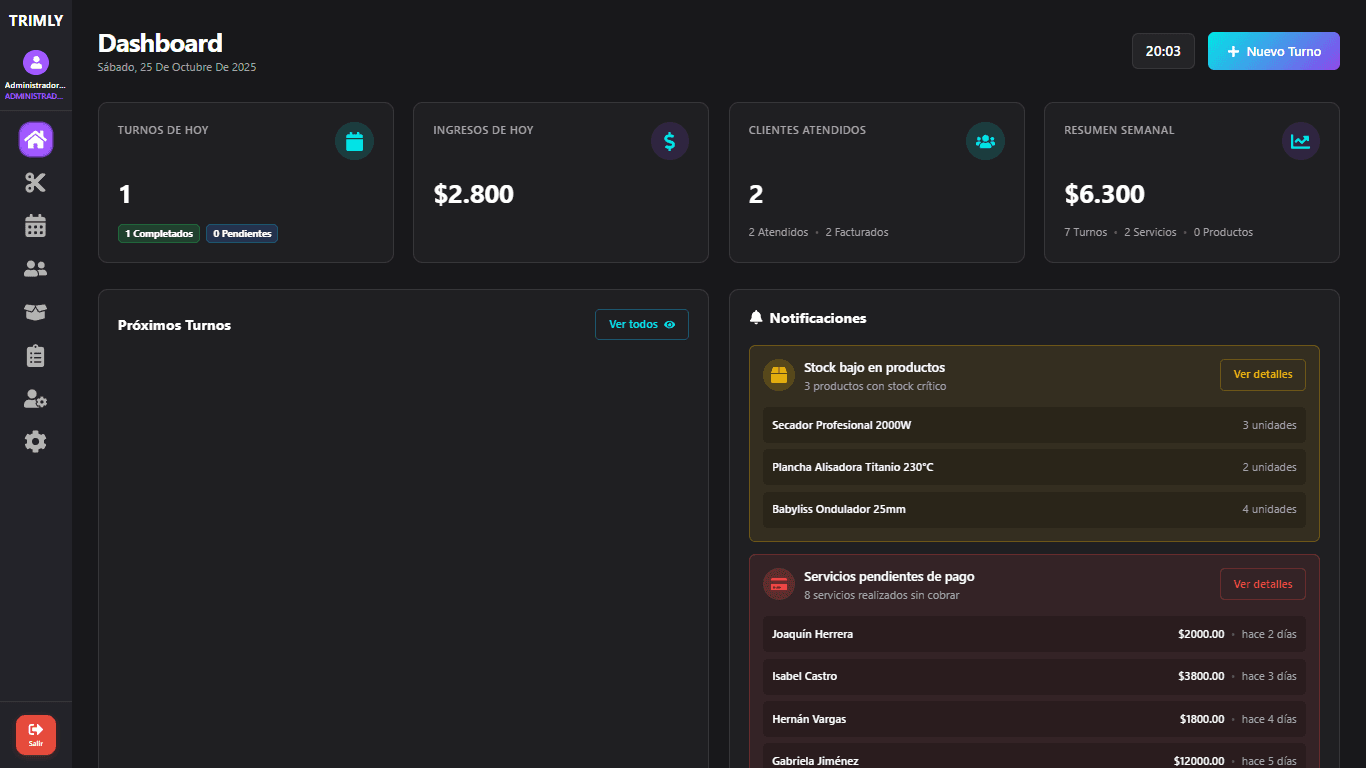 TRIMLY
Administrador...
ADMINISTRAD...
Salir
Dashboard
Sábado, 25 De Octubre De 2025
20:03
Nuevo Turno
TURNOS DE HOY
1
1 Completados
0 Pendientes
INGRESOS DE HOY
$2.800
CLIENTES ATENDIDOS
2
2 Atendidos • 2 Facturados
RESUMEN SEMANAL
$6.300
7 Turnos • 2 Servicios • 0 Productos
Próximos Turnos
Ver todos
Notificaciones
Stock bajo en productos
3 productos con stock crítico
Ver detalles
Secador Profesional 2000W 3 unidades
Plancha Alisadora Titanio 230°C 2 unidades
Babyliss Ondulador 25mm 4 unidades
Servicios pendientes de pago
8 servicios realizados sin cobrar
Ver detalles
Joaquín Herrera $2000.00 • hace 2 días
Isabel Castro $3800.00 • hace 3 días
Hernán Vargas $1800.00 • hace 4 días
Gabriela Jiménez $12000.00 • hace 5 días